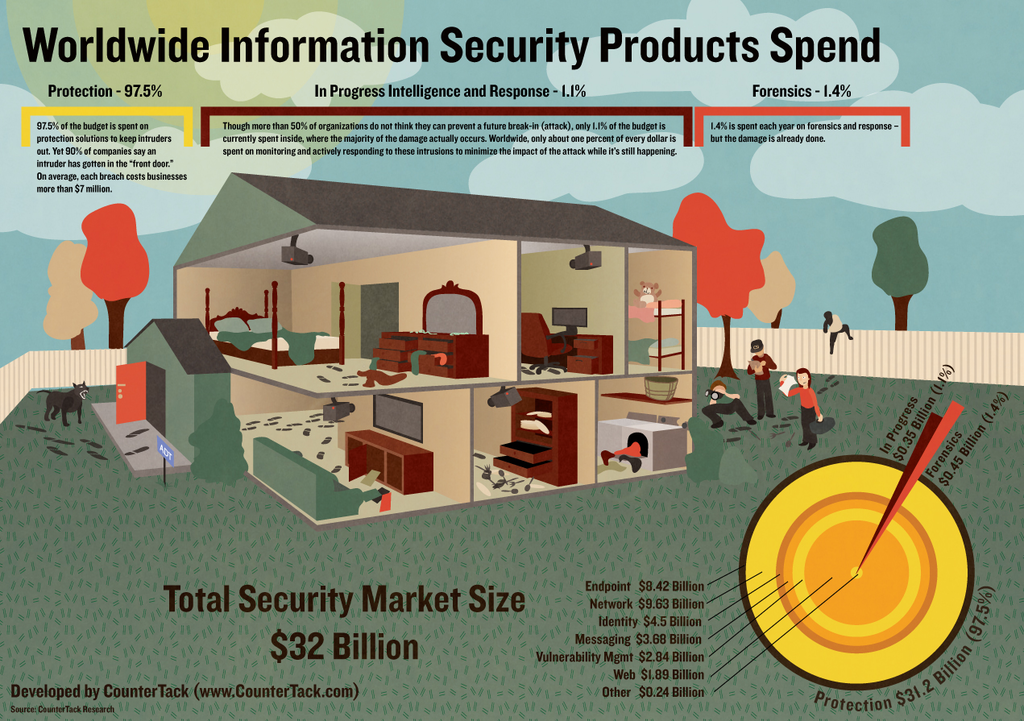 Worldwide Information Security Products Spend
Protection - 97.5%
97.5% of the budget is spent on
protection solutions to keep intruders
out. Yet 90% of companies say an
intruder has gotten in the “front door.”
On average, each breach costs businesses
more than $7 million.
In Progress Intelligence and Response - 1.1%
Though more than 50% of organizations do not think they can prevent a future break-in (attack), only 1.1% of the budget is
currently spent inside, where the majority of the damage actually occurs. Worldwide, only about one percent of every dollar is
spent on monitoring and actively responding to these intrusions to minimize the impact of the attack while it’s still happening.
Forensics - 1.4%
1.4% is spent each year on forensics and response –
but the damage is already done.
ADT
In Progress
$0.35 Billion (1.1%)
Forensics
$0.45 Billion (1.4%)
Endpoint $8.42 Billion
Network $9.63 Billion
Identity $4.5 Billion
Messaging $3.68 Billion
Vulnerability Mgmt $2.84 Billion
Web $1.89 Billion
Other $0.24 Billion
Protection $31.2 Billion (97.5%)
Total Security Market Size
$32 Billion
Developed by CounterTack (www.CounterTack.com)
Source: CounterTack Research